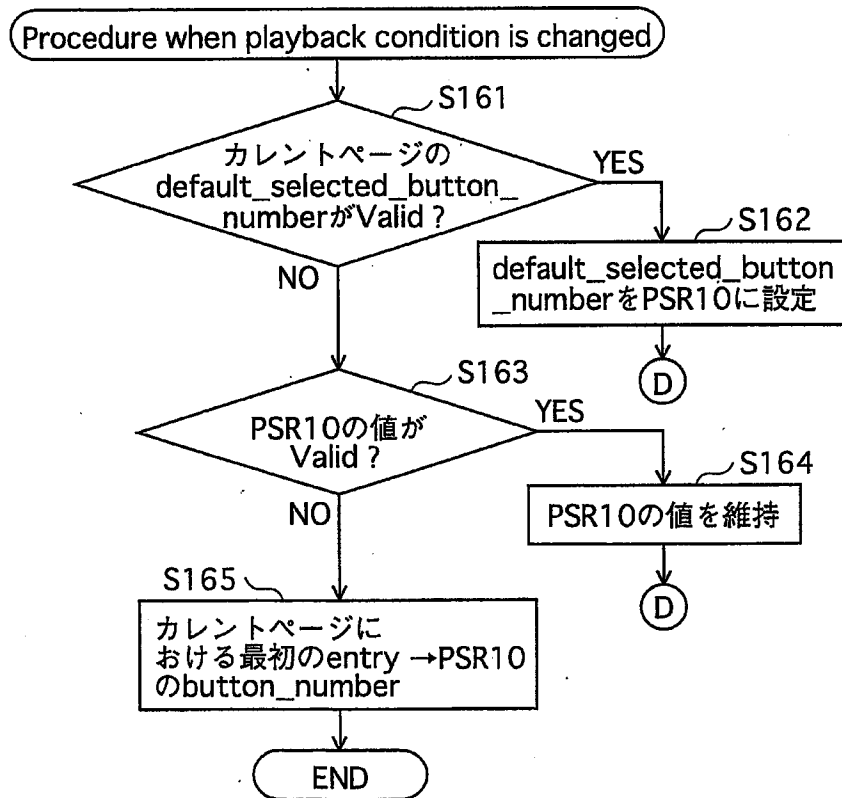 Procedure when playback condition is changed
S161
カレントページの
default_selected_button_
numberがValid ?
YES
S162
default_selected_button
_numberをPSR10に設定
D
NO
S163
PSR10の値が
Valid ?
YES
S164
PSR10の値を維持
D
NO
S165
カレントページに
おける最初のentry →PSR10
のbutton_number
END